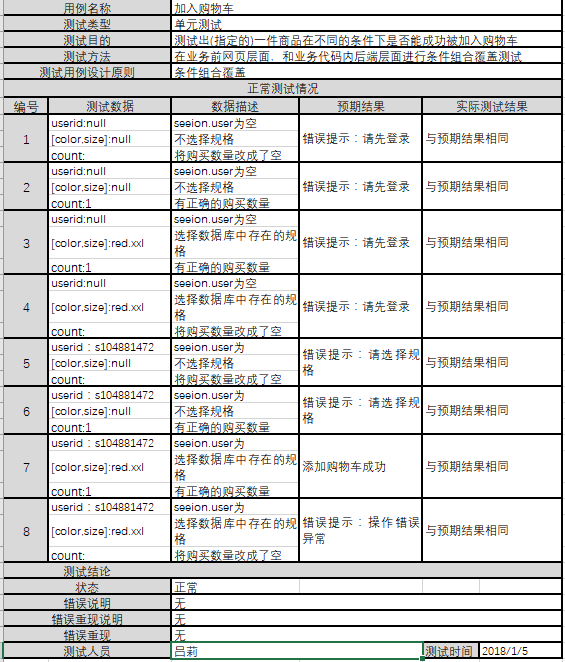 用例名称 加入购物车
测试类型 单元测试
测试目的 测试出(指定的)一件商品在不同的条件下是否能成功被加入购物车
测试方法 在业务前网页层面，和业务代码内后端层面进行条件组合覆盖测试
测试用例设计原则 条件组合覆盖
正常测试情况
编号 测试数据 数据描述 预期结果 实际测试结果
1 userid:null seeion.user为空 错误提示：请先登录 与预期结果相同
[color,size]:null 不选择规格
count: 将购买数量改成了空
2 userid:null seeion.user为空 错误提示：请先登录 与预期结果相同
[color,size]:null 不选择规格
count:1 有正确的购买数量
3 userid:null seeion.user为空 错误提示：请先登录 与预期结果相同
[color,size]:red.xxl 选择数据库中存在的规
格
count:1 有正确的购买数量
4 userid:null seeion.user为空 错误提示：请先登录 与预期结果相同
[color,size]:red.xxl 选择数据库中存在的规
格
count: 将购买数量改成了空
5 userid：s104881472 seeion.user为 错误提示：请选择规
格 与预期结果相同
[color,size]:null 不选择规格
count: 将购买数量改成了空
6 userid：s104881472 seeion.user为 错误提示：请选择规
格 与预期结果相同
[color,size]:null 不选择规格
count:1 有正确的购买数量
7 userid：s104881472 seeion.user为 添加购物车成功 与预期结果相同
[color,size]:red.xxl 选择数据库中存在的规
格
count:1 有正确的购买数量
8 userid：s104881472 seeion.user为 错误提示：操作错误
异常 与预期结果相同
[color,size]:red.xxl 选择数据库中存在的规
格
count: 将购买数量改成了空
测试结论
状态 正常
错误说明 无
错误重现说明 无
错误重现 无
测试人员 吕莉 测试时间 2018/1/5